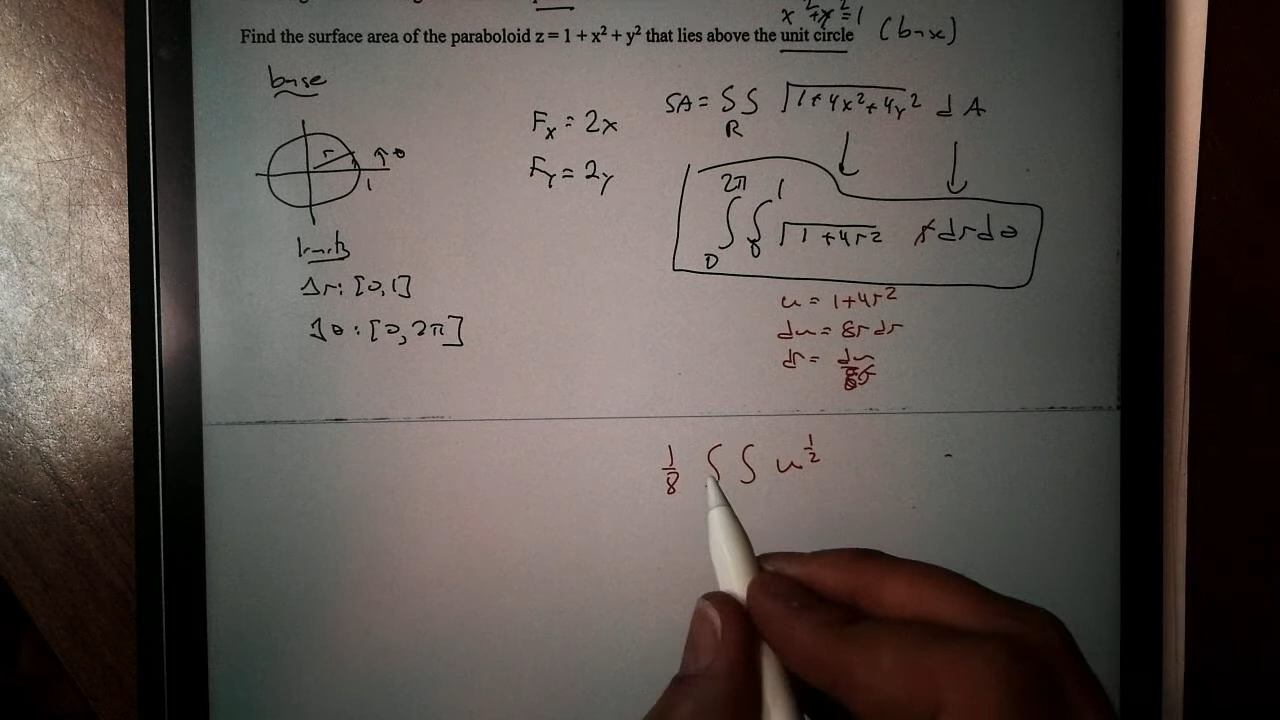 x²+y²=1
Find the surface area of the paraboloid z = 1 + x² + y² that lies above the unit circle (base)
base
r θ
1
limits
Δr: [0,1]
Δθ: [0, 2π]
Fx = 2x
Fy = 2y
SA = ∫∫ √1+4x²+4y² dA
R
2π 1
∫∫ √1+4r² r dr dθ
0 0
u = 1+4r²
du = 8r dr
dr = du/8r
1/8 ∫ ∫ u^1/2